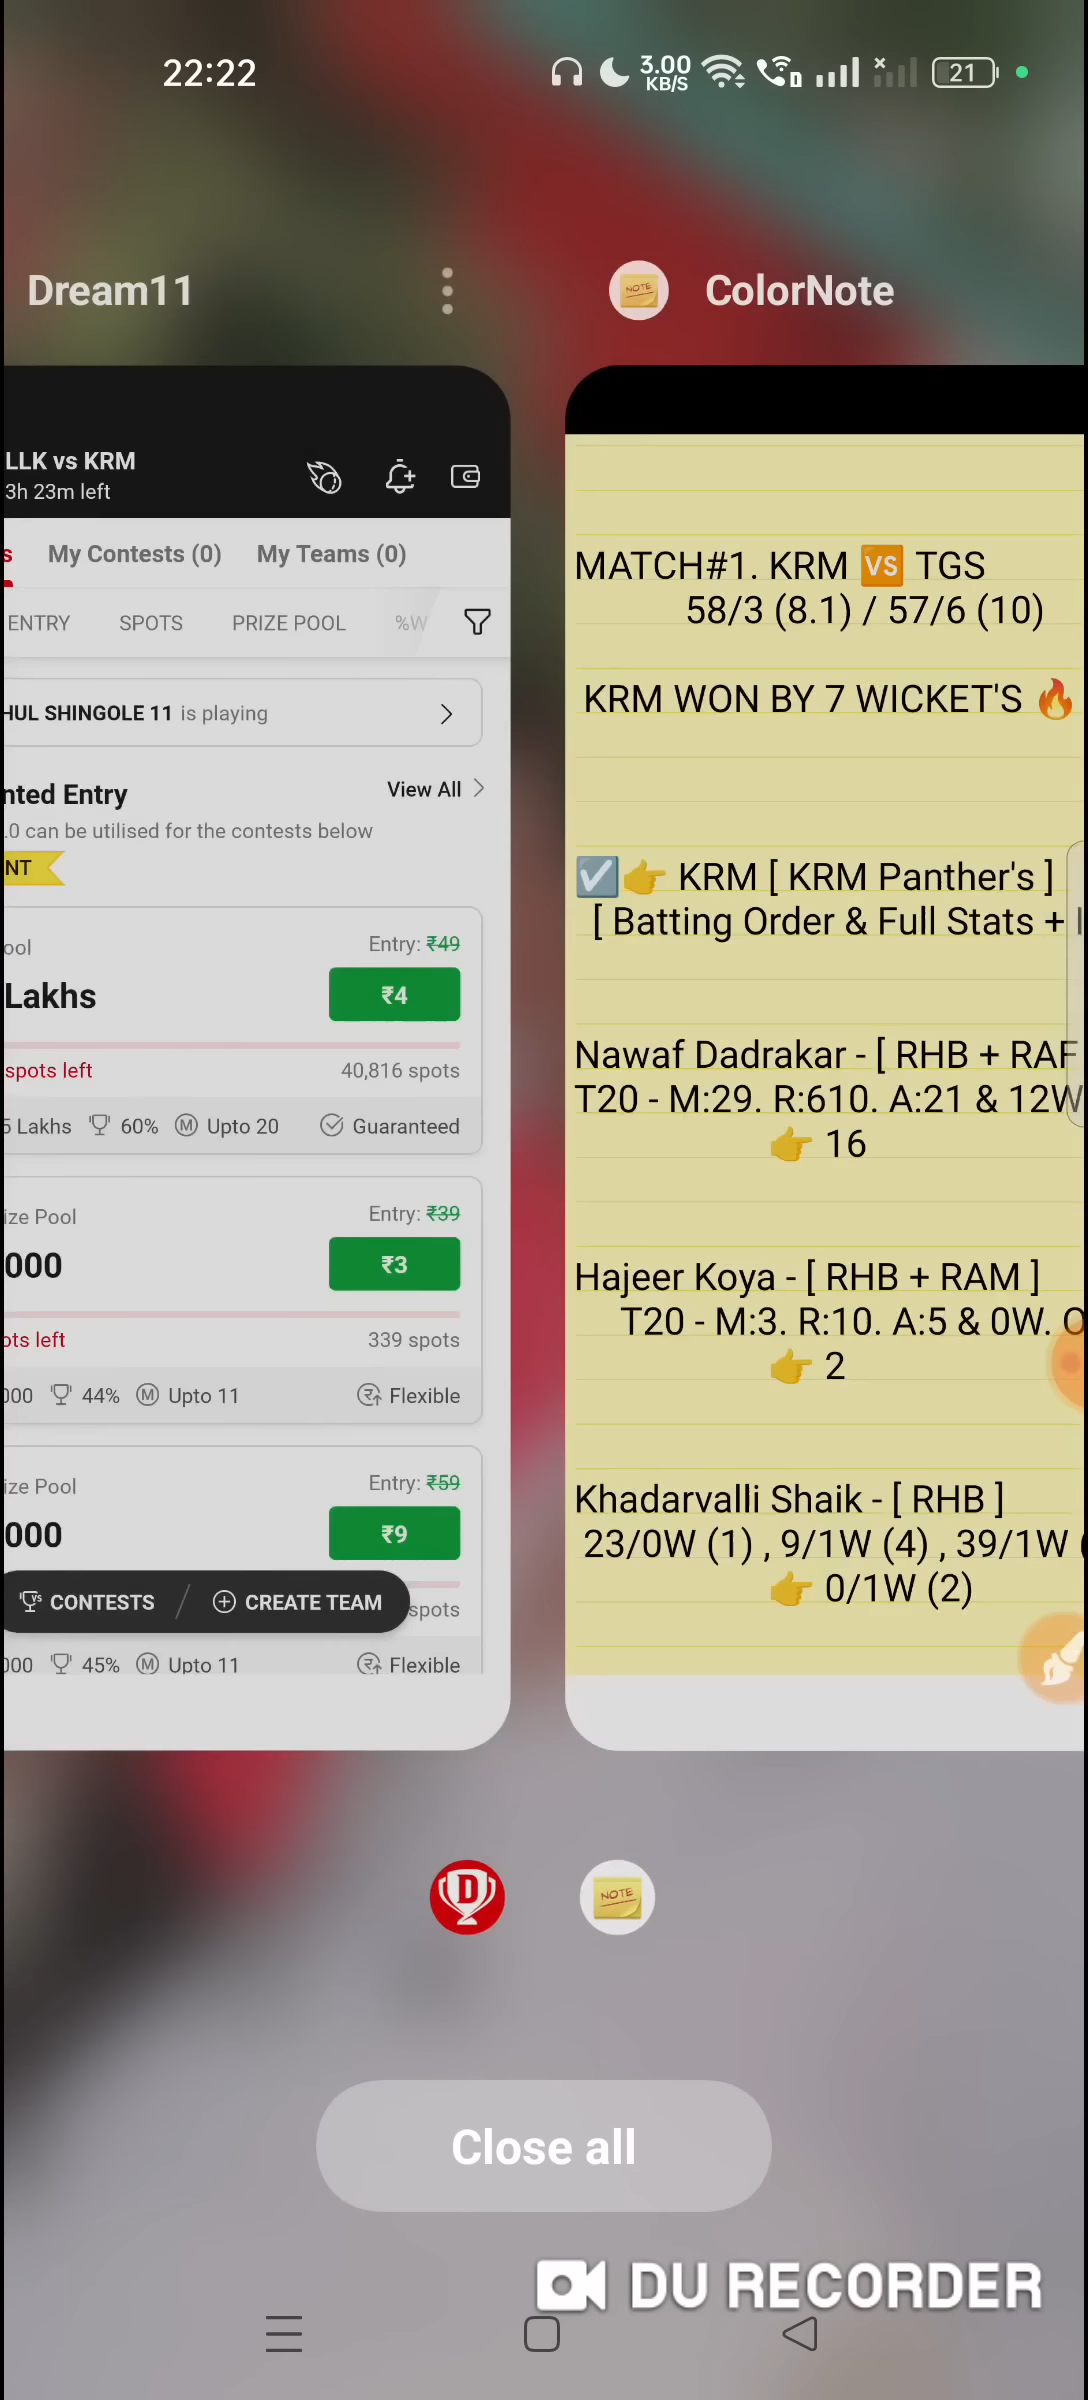 22:22
3.00
KB/S
21
Dream11
ColorNote
LLK vs KRM
3h 23m left
My Contests (0)
My Teams (0)
ENTRY
SPOTS
PRIZE POOL
%W
HUL SHINGOLE 11 is playing
nted Entry
View All
.0 can be utilised for the contests below
NT
ool
Entry: ₹49
Lakhs
₹4
spots left
40,816 spots
5 Lakhs
60%
M
Upto 20
Guaranteed
ize Pool
Entry: ₹39
000
₹3
ots left
339 spots
000
44%
M
Upto 11
Flexible
ize Pool
Entry: ₹59
000
₹9
CONTESTS
CREATE TEAM
spots
000
45%
M
Upto 11
Flexible
MATCH#1. KRM 🆚 TGS
58/3 (8.1) / 57/6 (10)
KRM WON BY 7 WICKET'S 🔥
☑️👉 KRM [ KRM Panther's ]
[ Batting Order & Full Stats +
Nawaf Dadrakar - [ RHB + RAF
T20 - M:29. R:610. A:21 & 12W
👉 16
Hajeer Koya - [ RHB + RAM ]
T20 - M:3. R:10. A:5 & 0W.
👉 2
Khadarvalli Shaik - [ RHB ]
23/0W (1) , 9/1W (4) , 39/1W
👉 0/1W (2)
D
NOTE
Close all
DU RECORDER